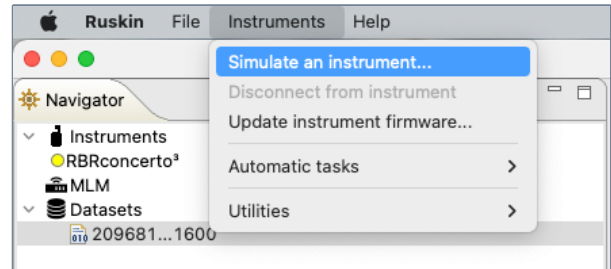 Ruskin File Instruments Help
Simulate an instrument...
Disconnect from instrument
Update instrument firmware...
Automatic tasks
Utilities
Navigator
Instruments
RBRconcerto³
MLM
Datasets
209681...1600